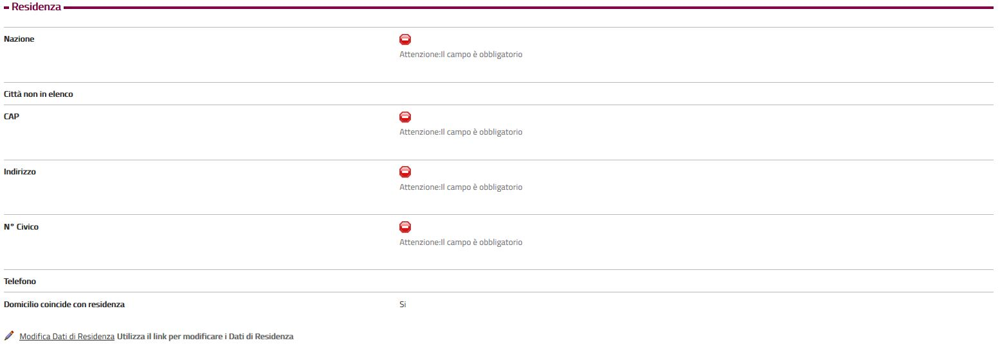 Residenza
Nazione
Attenzione:Il campo è obbligatorio
Città non in elenco
CAP
Attenzione:Il campo è obbligatorio
Indirizzo
Attenzione:Il campo è obbligatorio
N° Civico
Attenzione:Il campo è obbligatorio
Telefono
Domicilio coincide con residenza Si
Modifica Dati di Residenza Utilizza il link per modificare i Dati di Residenza